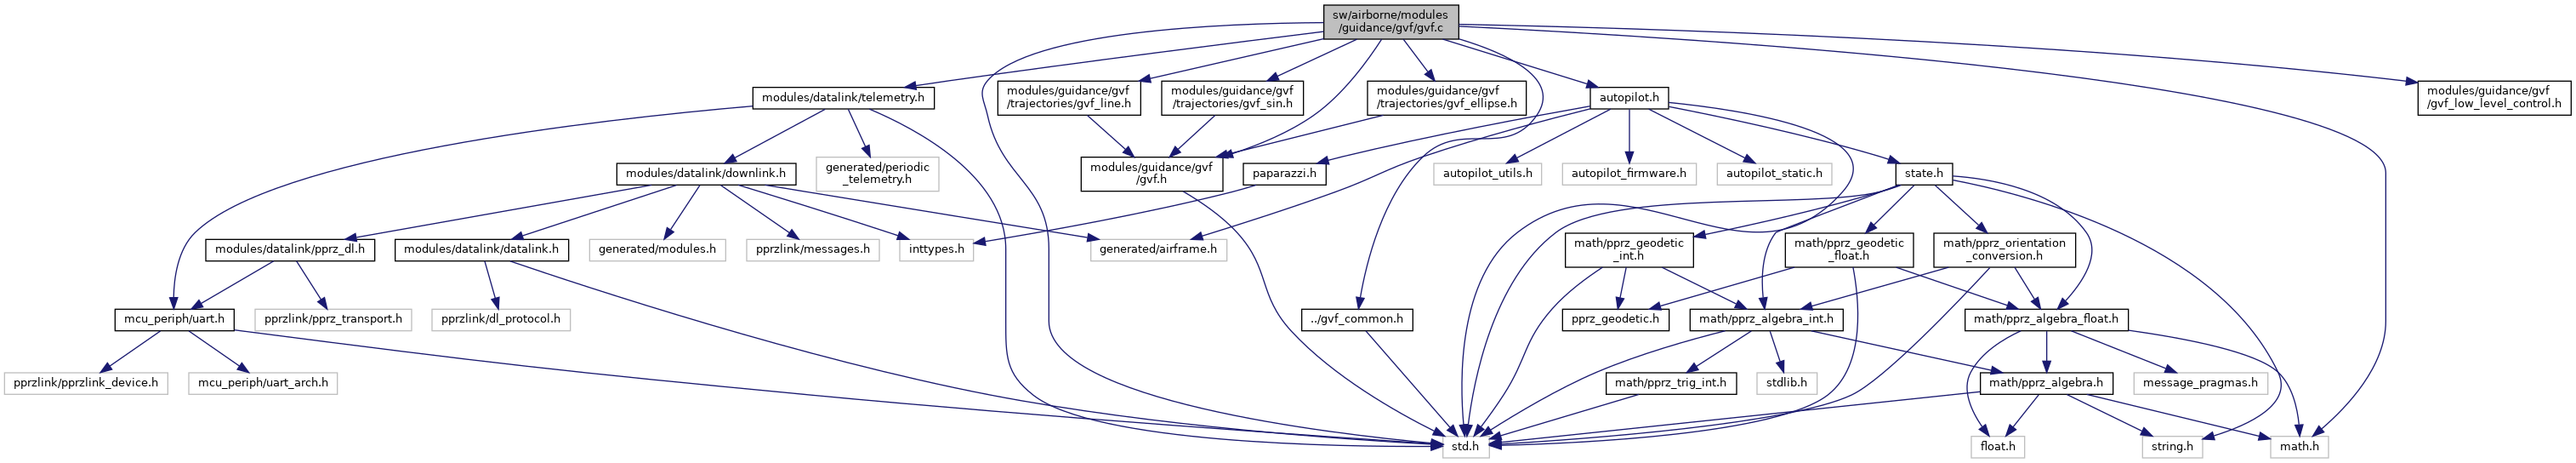 sw/airborne/modules
/guidance/gvf/gvf.c
modules/datalink/telemetry.h
modules/guidance/gvf
/trajectories/gvf_line.h
modules/guidance/gvf
/trajectories/gvf_sin.h
modules/guidance/gvf
/trajectories/gvf_ellipse.h
autopilot.h
modules/guidance/gvf
/gvf_low_level_control.h
modules/datalink/downlink.h
generated/periodic
_telemetry.h
modules/guidance/gvf
/gvf.h
paparazzi.h
autopilot_utils.h
autopilot_firmware.h
autopilot_static.h
state.h
modules/datalink/pprz_dl.h
modules/datalink/datalink.h
generated/modules.h
pprzlink/messages.h
inttypes.h
generated/airframe.h
math/pprz_geodetic
_int.h
math/pprz_geodetic
_float.h
math/pprz_orientation
_conversion.h
mcu_periph/uart.h
pprzlink/pprz_transport.h
pprzlink/dl_protocol.h
../gvf_common.h
pprz_geodetic.h
math/pprz_algebra_int.h
math/pprz_algebra_float.h
pprzlink/pprzlink_device.h
mcu_periph/uart_arch.h
math/pprz_trig_int.h
stdlib.h
math/pprz_algebra.h
message_pragmas.h
std.h
float.h
string.h
math.h